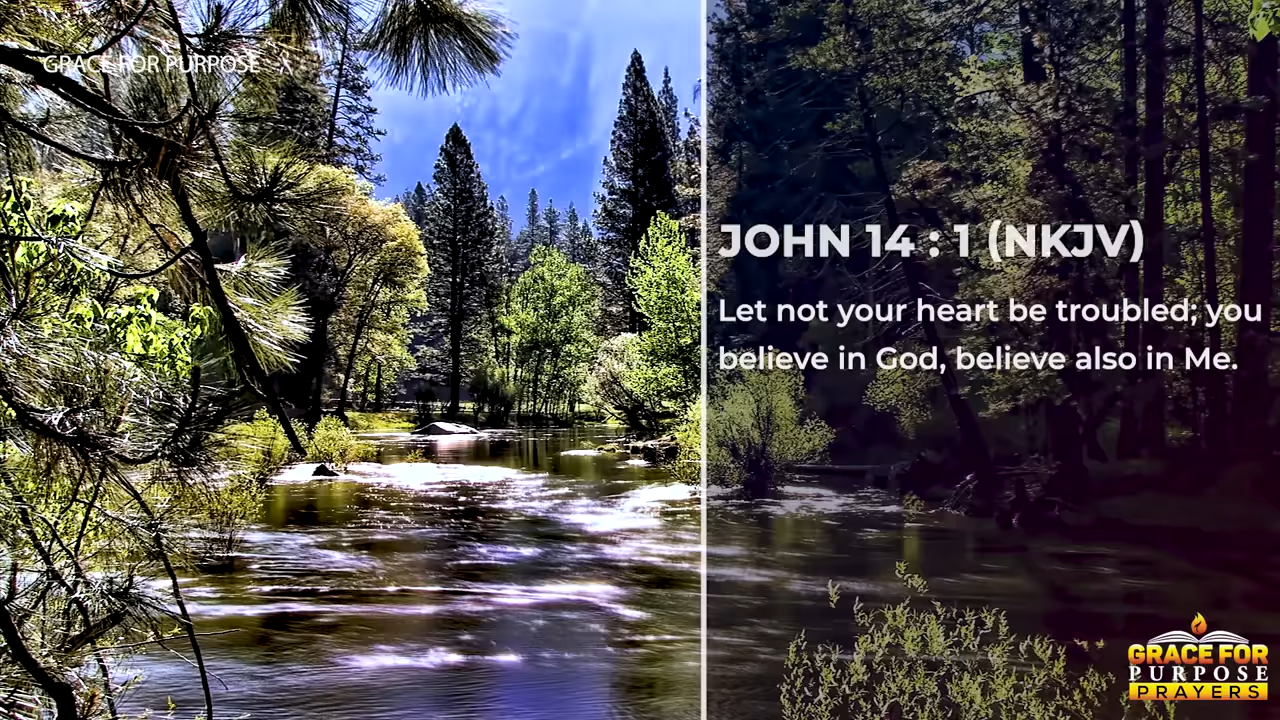 GRACE FOR PURPOSE
JOHN 14 : 1 (NKJV)
Let not your heart be troubled; you
believe in God, believe also in Me.
GRACE FOR
PURPOSE
PRAYERS